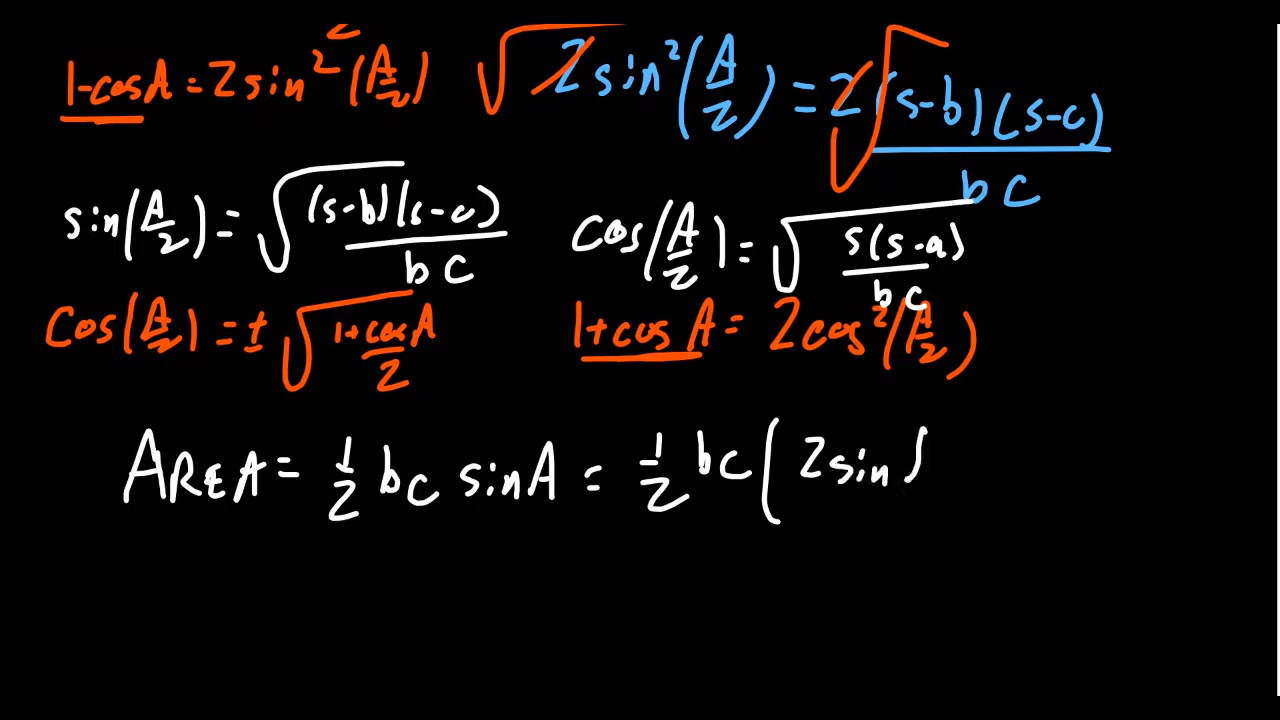 1-cosA = 2sin²(A/2)   √2sin²(A/2) = 2√(s-b)(s-c)/bc
sin(A/2) = √(s-b)(s-c)/bc   cos(A/2) = √s(s-a)/bc
cos(A/2) = ± √1+cosA/2   1+cosA = 2cos²(A/2)
AREA = 1/2 bc sinA = 1/2 bc ( 2sin